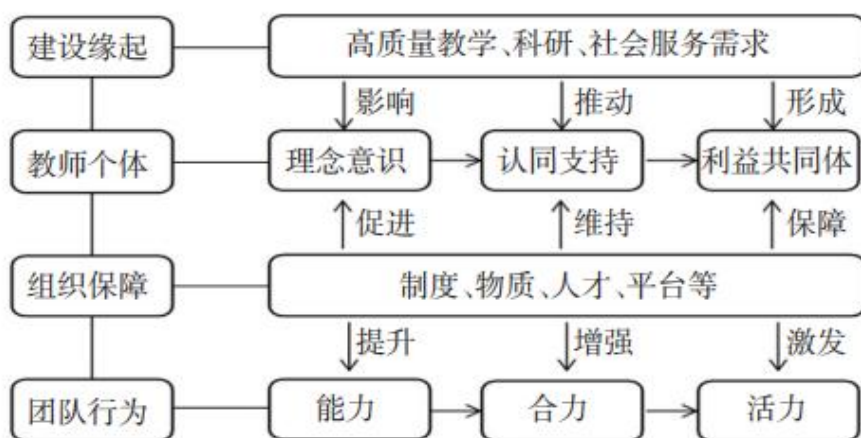 建设缘起
高质量教学、科研、社会服务需求
影响
推动
形成
教师个体
理念意识
认同支持
利益共同体
促进
维持
保障
组织保障
制度、物质、人才、平台等
提升
增强
激发
团队行为
能力
合力
活力